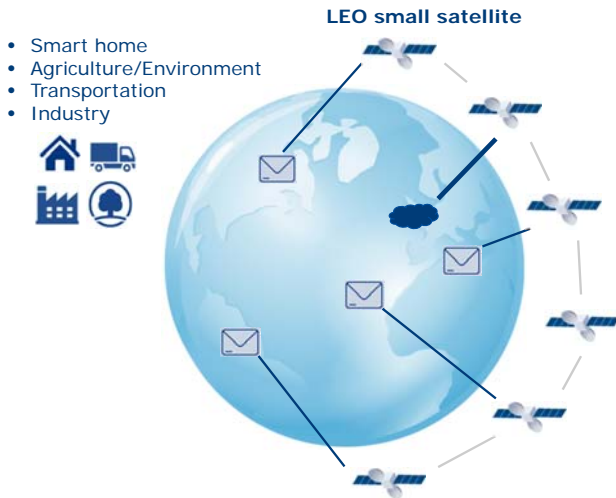 LEO small satellite
• Smart home
• Agriculture/Environment
• Transportation
• Industry